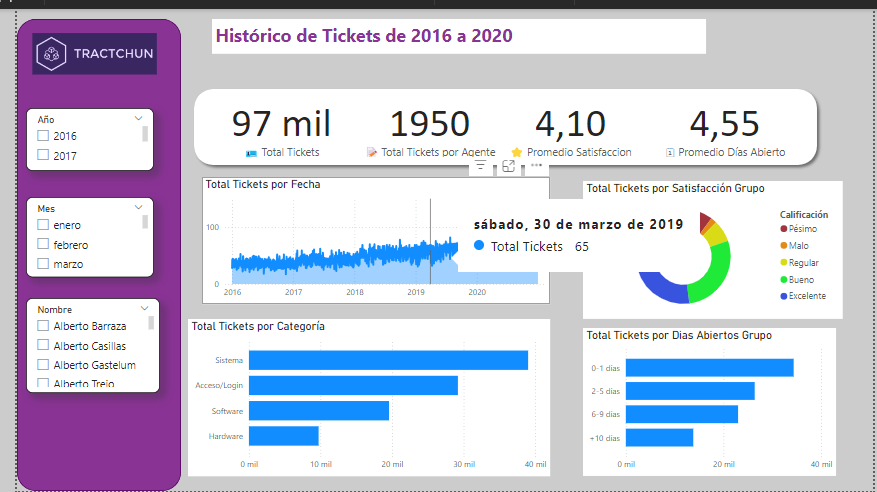 Histórico de Tickets de 2016 a 2020
TRACTCHUN
Año
2016
2017
Mes
enero
febrero
marzo
Nombre
Alberto Barraza
Alberto Casillas
Alberto Gastelum
Alberto Trejo
97 mil
Total Tickets
1950
Total Tickets por Agente
4,10
Promedio Satisfaccion
4,55
Promedio Días Abierto
Total Tickets por Fecha
100
0
2016 2017 2018 2019 2020
sábado, 30 de marzo de 2019
Total Tickets 65
Total Tickets por Satisfacción Grupo
Calificación
Pésimo
Malo
Regular
Bueno
Excelente
Total Tickets por Categoría
Sistema
Acceso/Login
Software
Hardware
0 mil 10 mil 20 mil 30 mil 40 mil
Total Tickets por Dias Abiertos Grupo
0-1 días
2-5 días
6-9 días
+10 días
0 mil 20 mil 40 mil